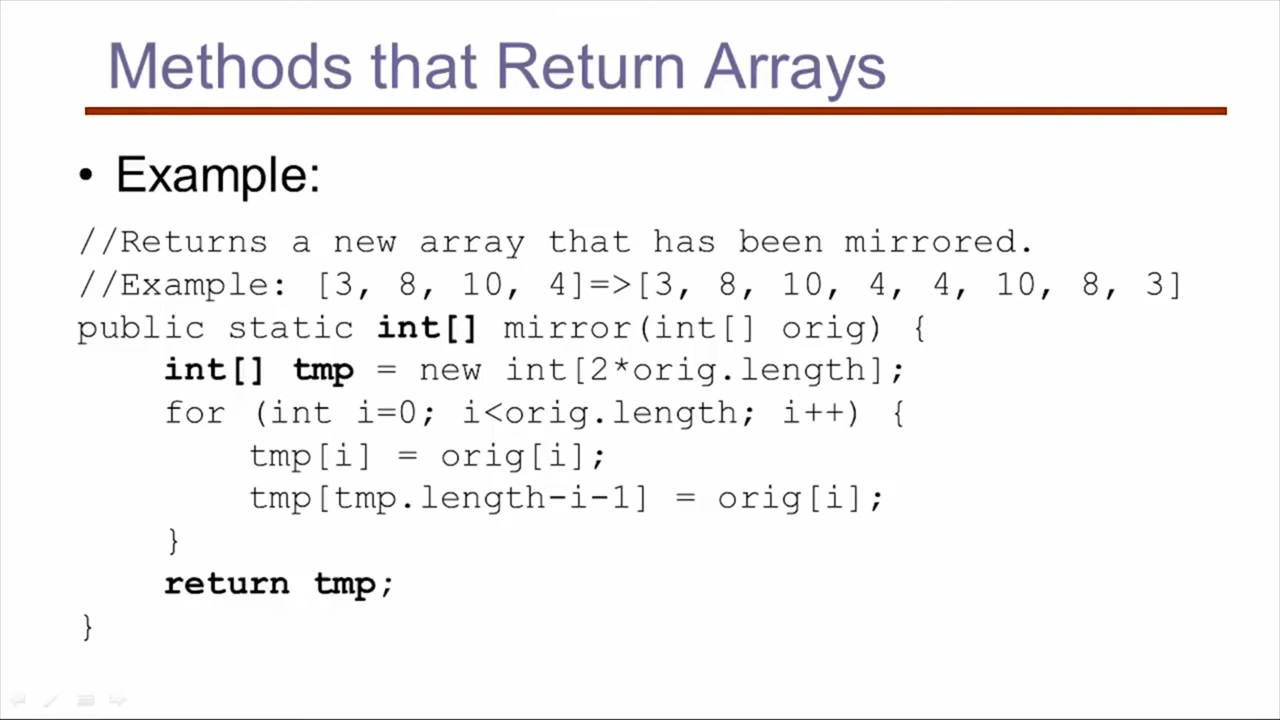 Methods that Return Arrays
• Example:
//Returns a new array that has been mirrored.
//Example: [3, 8, 10, 4]=>[3, 8, 10, 4, 4, 10, 8, 3]
public static int[] mirror(int[] orig) {
    int[] tmp = new int[2*orig.length];
    for (int i=0; i<orig.length; i++) {
        tmp[i] = orig[i];
        tmp[tmp.length-i-1] = orig[i];
    }
    return tmp;
}